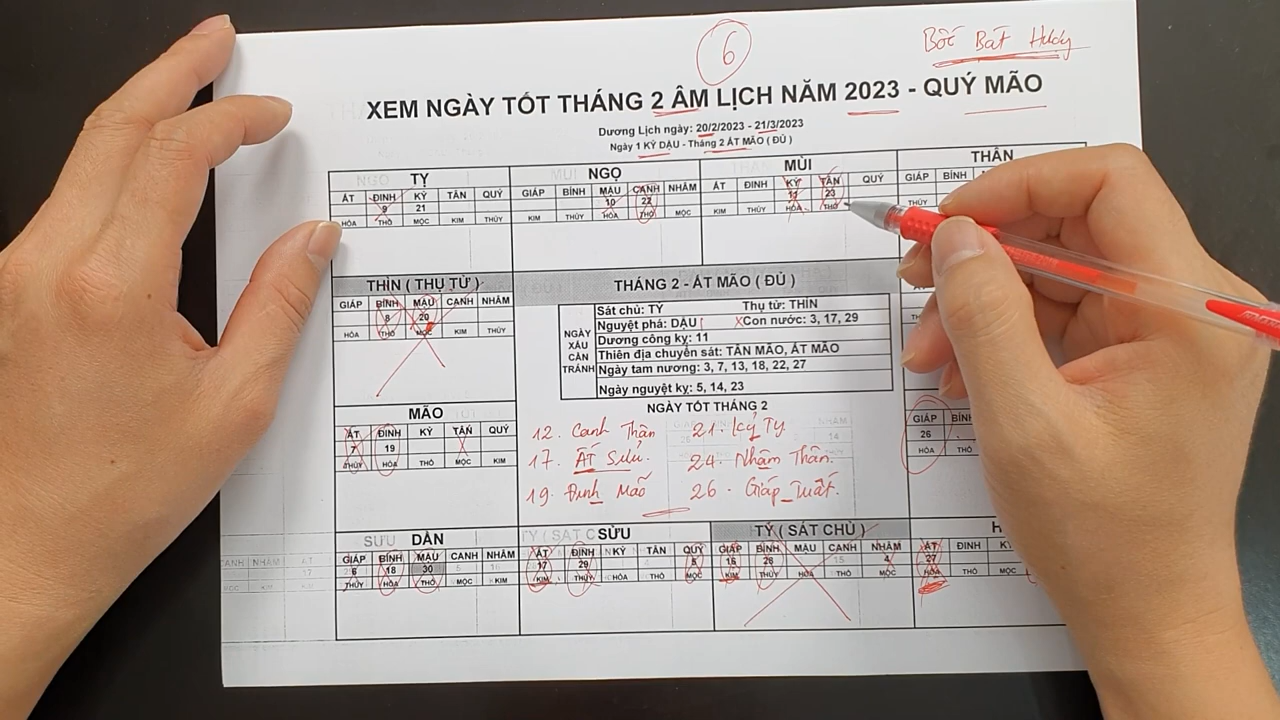 6
Bốc Bát Hương
XEM NGÀY TỐT THÁNG 2 ÂM LỊCH NĂM 2023 - QUÝ MÃO
Dương Lịch ngày: 20/2/2023 - 21/3/2023
Ngày 1 KỶ DẬU - Tháng 2 ẤT MÃO ( ĐỦ )
TỴ
ẤT ĐINH KỶ TÂN QUÝ
9 21
HỎA THỔ MỘC KIM THỦY
NGỌ
GIÁP BÍNH MẬU CANH NHÂM
10 22
KIM THỦY HỎA THỔ MỘC
MÙI
ẤT ĐINH KỶ TÂN QUÝ
11 23
KIM THỦY HỎA THỔ
THÂN
GIÁP BÍNH
THỦY
THÌN ( THỤ TỬ )
GIÁP BÍNH MẬU CANH NHÂM
8 20
HỎA THỔ MỘC KIM THỦY
THÁNG 2 - ẤT MÃO ( ĐỦ )
NGÀY XẤU CẦN TRÁNH
Sát chủ: TÝ Thụ tử: THÌN
Nguyệt phá: DẬU Con nước: 3, 17, 29
Dương công kỵ: 11
Thiên địa chuyển sát: TÂN MÃO, ẤT MÃO
Ngày tam nương: 3, 7, 13, 18, 22, 27
Ngày nguyệt kỵ: 5, 14, 23
NGÀY TỐT THÁNG 2
12. Canh Thân 21. Kỷ Tỵ
17. Ất Sửu. 24. Nhâm Thân.
19. Đinh Mão 26. Giáp Tuất.
MÃO
ẤT ĐINH KỶ TÂN QUÝ
7 19
THỦY HỎA THỔ MỘC KIM
GIÁP BÍNH
26
HỎA THỔ
DẦN
GIÁP BÍNH MẬU CANH NHÂM
6 18 30
THỦY HỎA THỔ MỘC KIM
SỬU
ẤT ĐINH KỶ TÂN QUÝ
17 29 5
KIM THỦY HỎA THỔ MỘC
TÝ ( SÁT CHỦ )
GIÁP BÍNH MẬU CANH NHÂM
16 28 4
KIM THỦY HỎA THỔ MỘC
ẤT ĐINH
27
HỎA THỔ MỘC